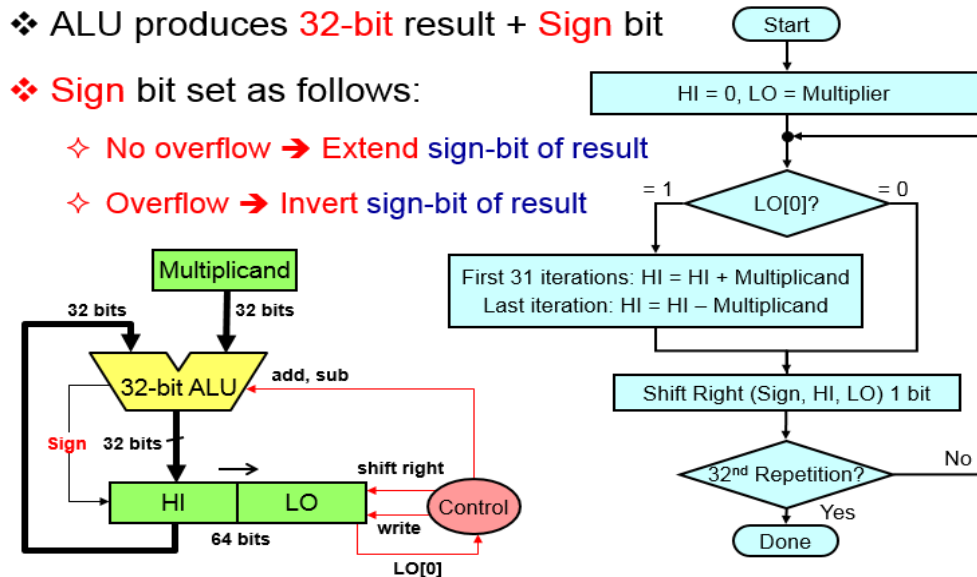 ❖ ALU produces 32-bit result + Sign bit
❖ Sign bit set as follows:
✧ No overflow ➔ Extend sign-bit of result
✧ Overflow ➔ Invert sign-bit of result
Multiplicand
32 bits
32 bits
32-bit ALU
add, sub
Sign
32 bits
shift right
HI
LO
Control
write
64 bits
LO[0]
Start
HI = 0, LO = Multiplier
= 1
= 0
LO[0]?
First 31 iterations: HI = HI + Multiplicand
Last iteration: HI = HI – Multiplicand
Shift Right (Sign, HI, LO) 1 bit
32nd Repetition?
No
Yes
Done